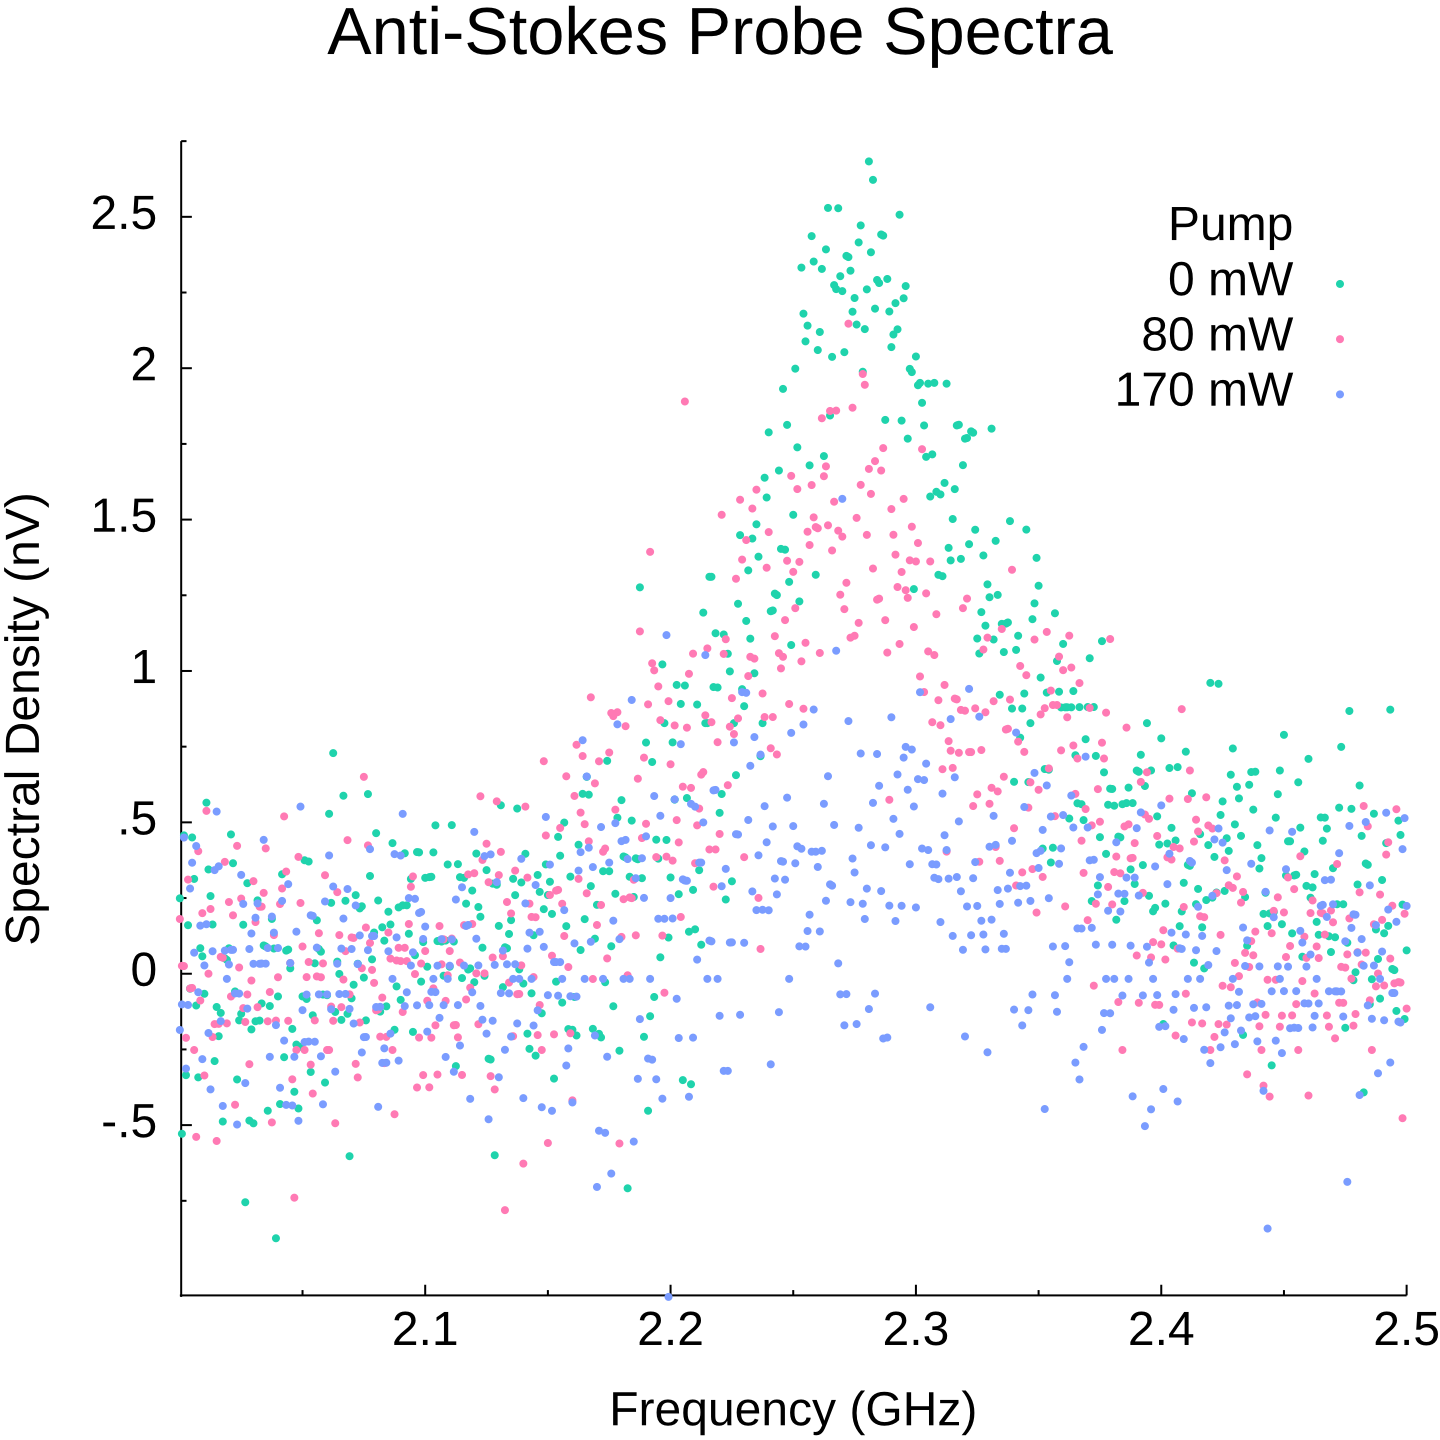 Anti-Stokes Probe Spectra
Pump
0 mW
80 mW
170 mW
2.5
2
1.5
1
.5
0
-.5
Spectral Density (nV)
2.1
2.2
2.3
2.4
2.5
Frequency (GHz)